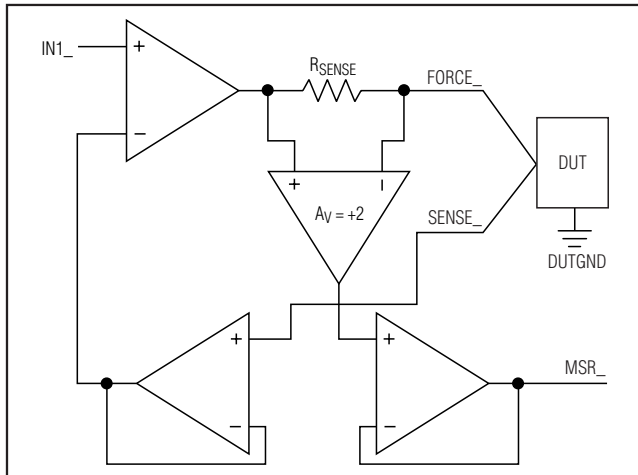 IN1_
+
−
RSENSE
FORCE_
+
−
AV = +2
DUT
SENSE_
DUTGND
+
−
+
−
MSR_